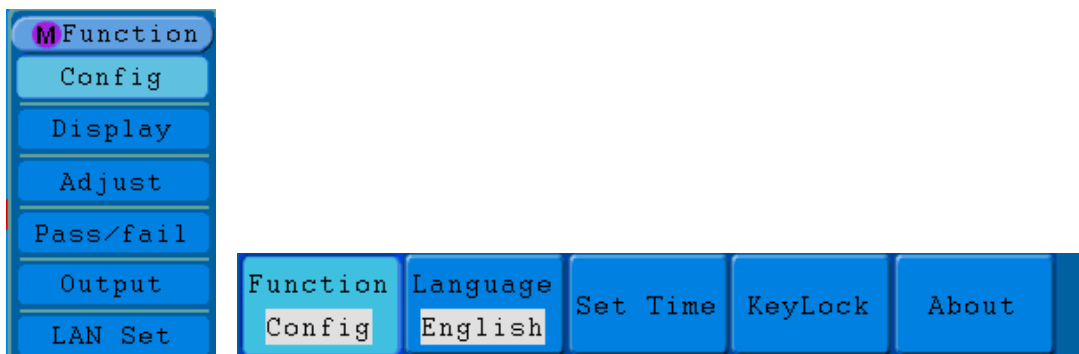 MFunction
Config
Display
Adjust
Pass/fail
Output
LAN Set
Function
Config
Language
English
Set Time
KeyLock
About